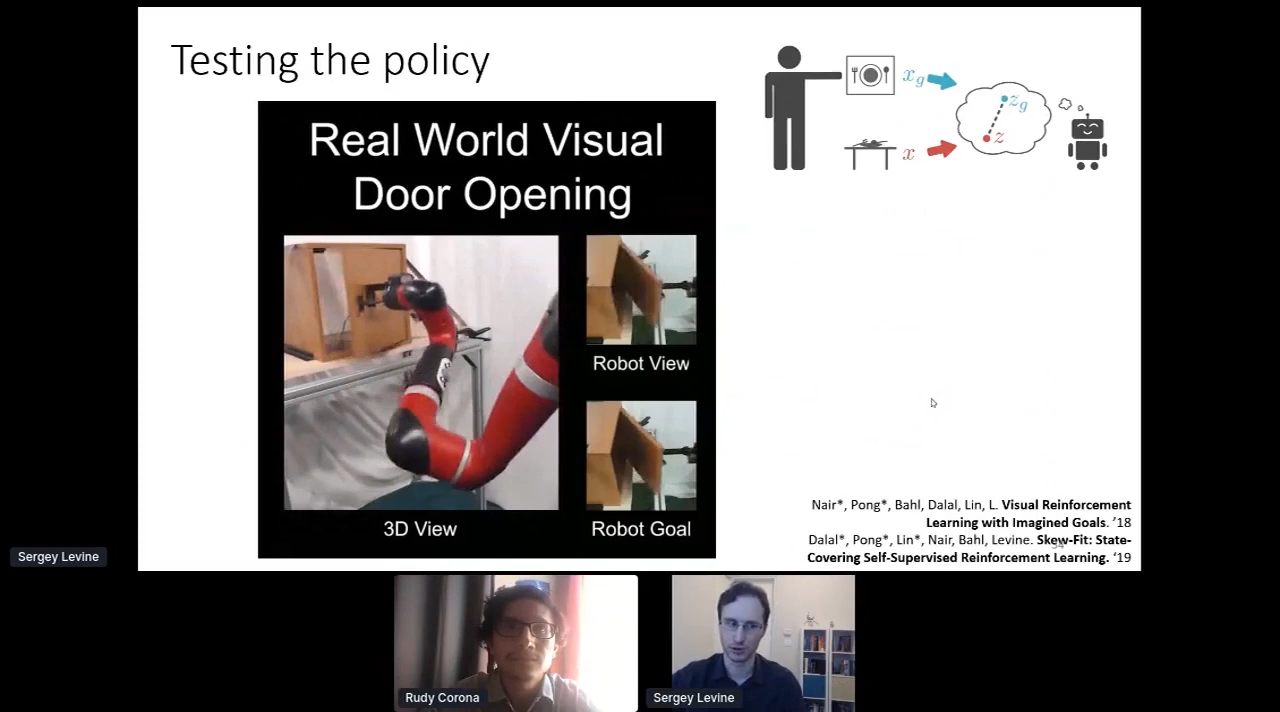 Testing the policy
Real World Visual
Door Opening
Robot View
3D View
Robot Goal
x_g
z_g
z
x
Nair*, Pong*, Bahl, Dalal, Lin, L. Visual Reinforcement
Learning with Imagined Goals. '18
Dalal*, Pong*, Lin*, Nair, Bahl, Levine. Skew-Fit: State-
Covering Self-Supervised Reinforcement Learning. '19
34
Sergey Levine
Rudy Corona
Sergey Levine